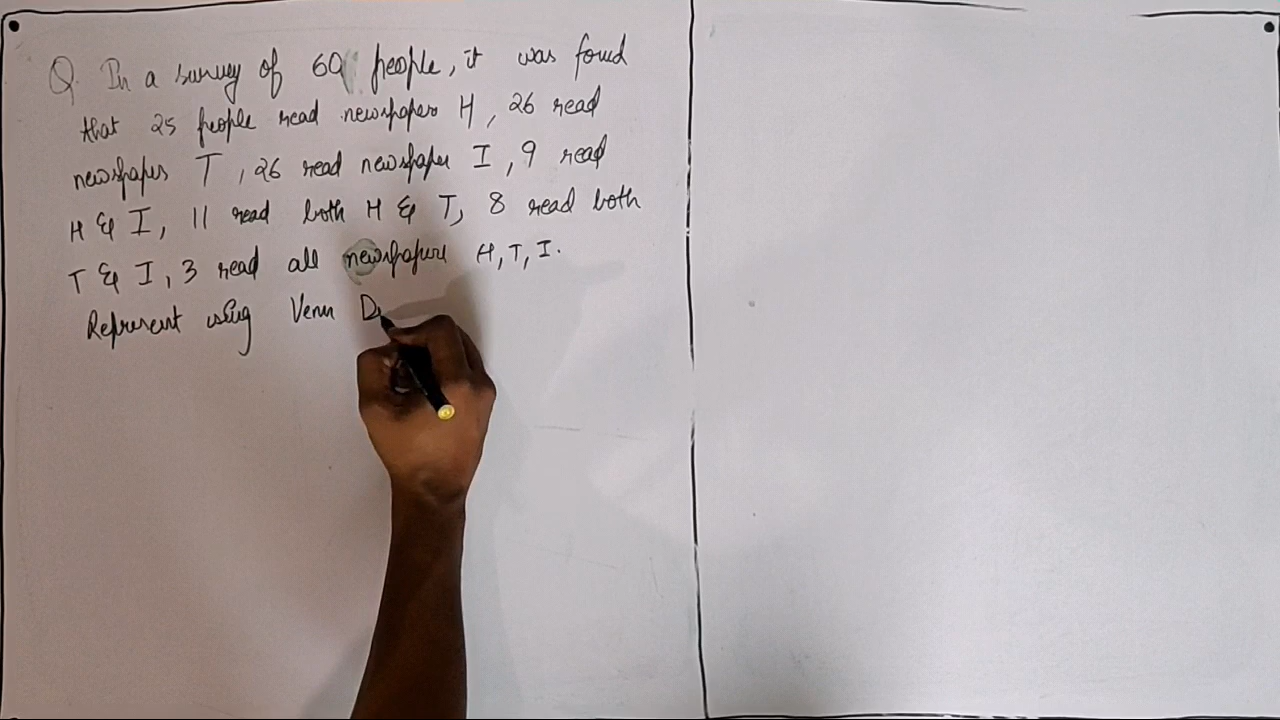 Q. In a survey of 60 people, it was found
that 25 people read newspaper H, 26 read
newspaper T, 26 read newspaper I, 9 read
H & I, 11 read both H & T, 8 read both
T & I, 3 read all newspapers H, T, I.
Represent using Venn D